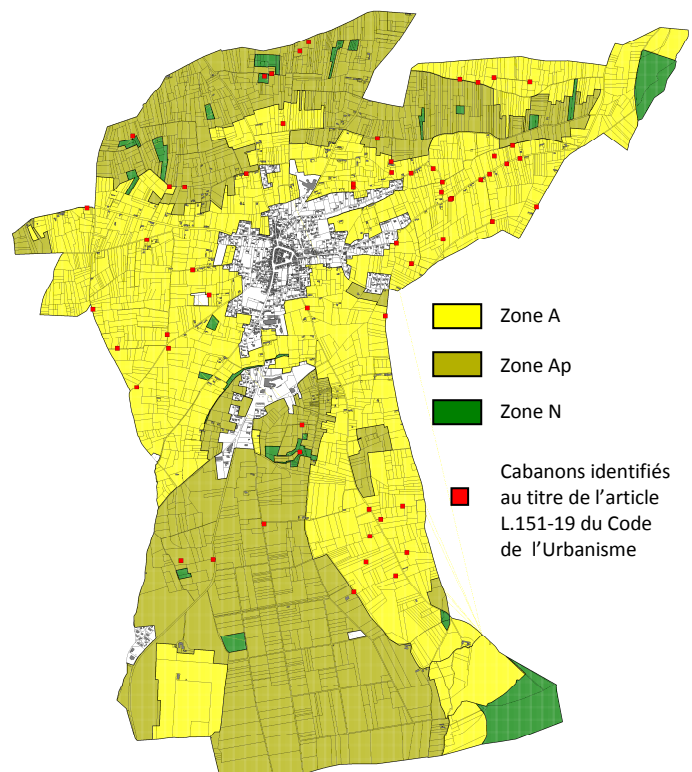 Zone A
Zone Ap
Zone N
Cabanons identifiés
au titre de l’article
L.151-19 du Code
de l’Urbanisme